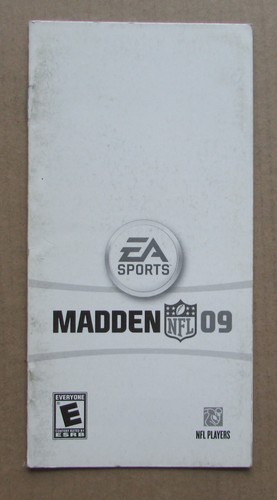 EA
SPORTS
MADDEN NFL 09
EVERYONE
E
CONTENT RATED BY
ESRB
NFL PLAYERS